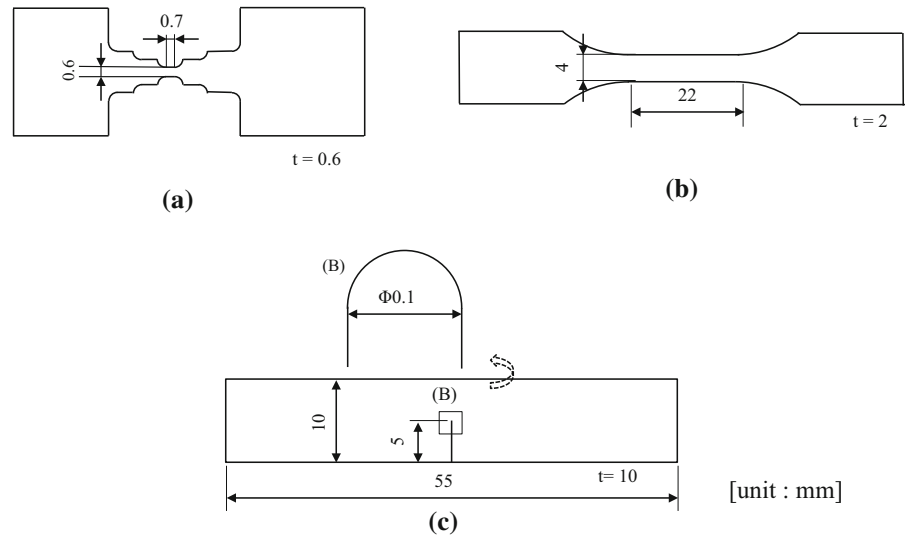 0.7
0.6
t = 0.6
(a)
4
22
t = 2
(b)
(B)
Φ0.1
(B)
10
5
t= 10
55
[unit : mm]
(c)